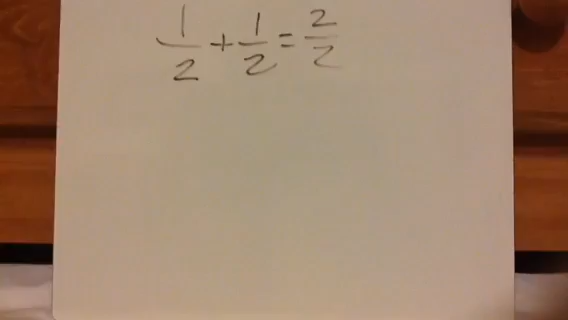 1/2 + 1/2 = 2/2